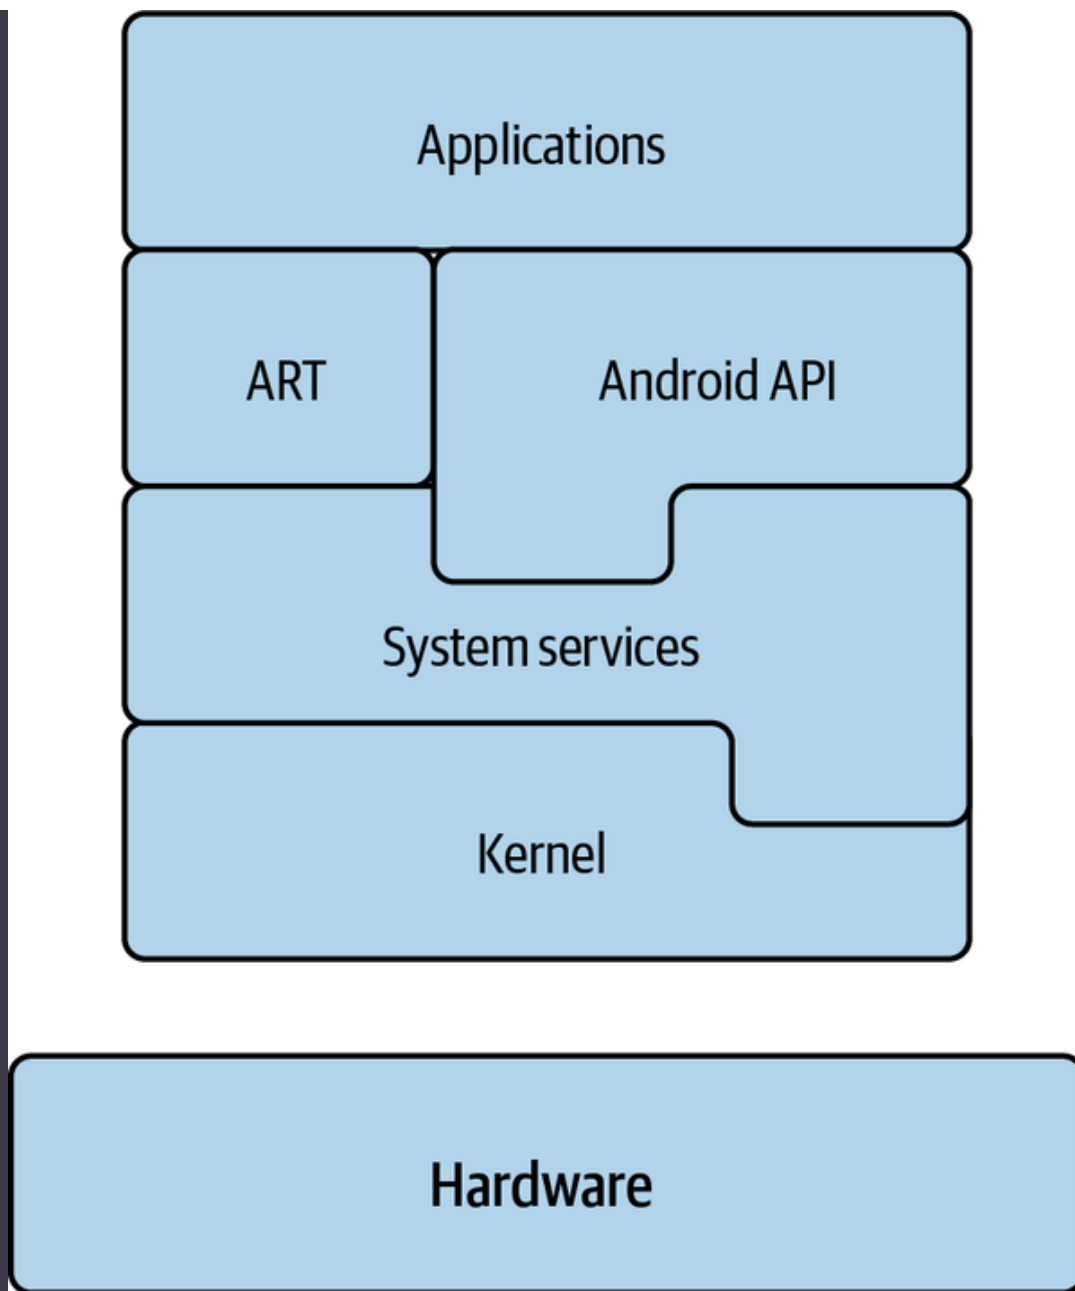 Applications
ART
Android API
System services
Kernel
Hardware